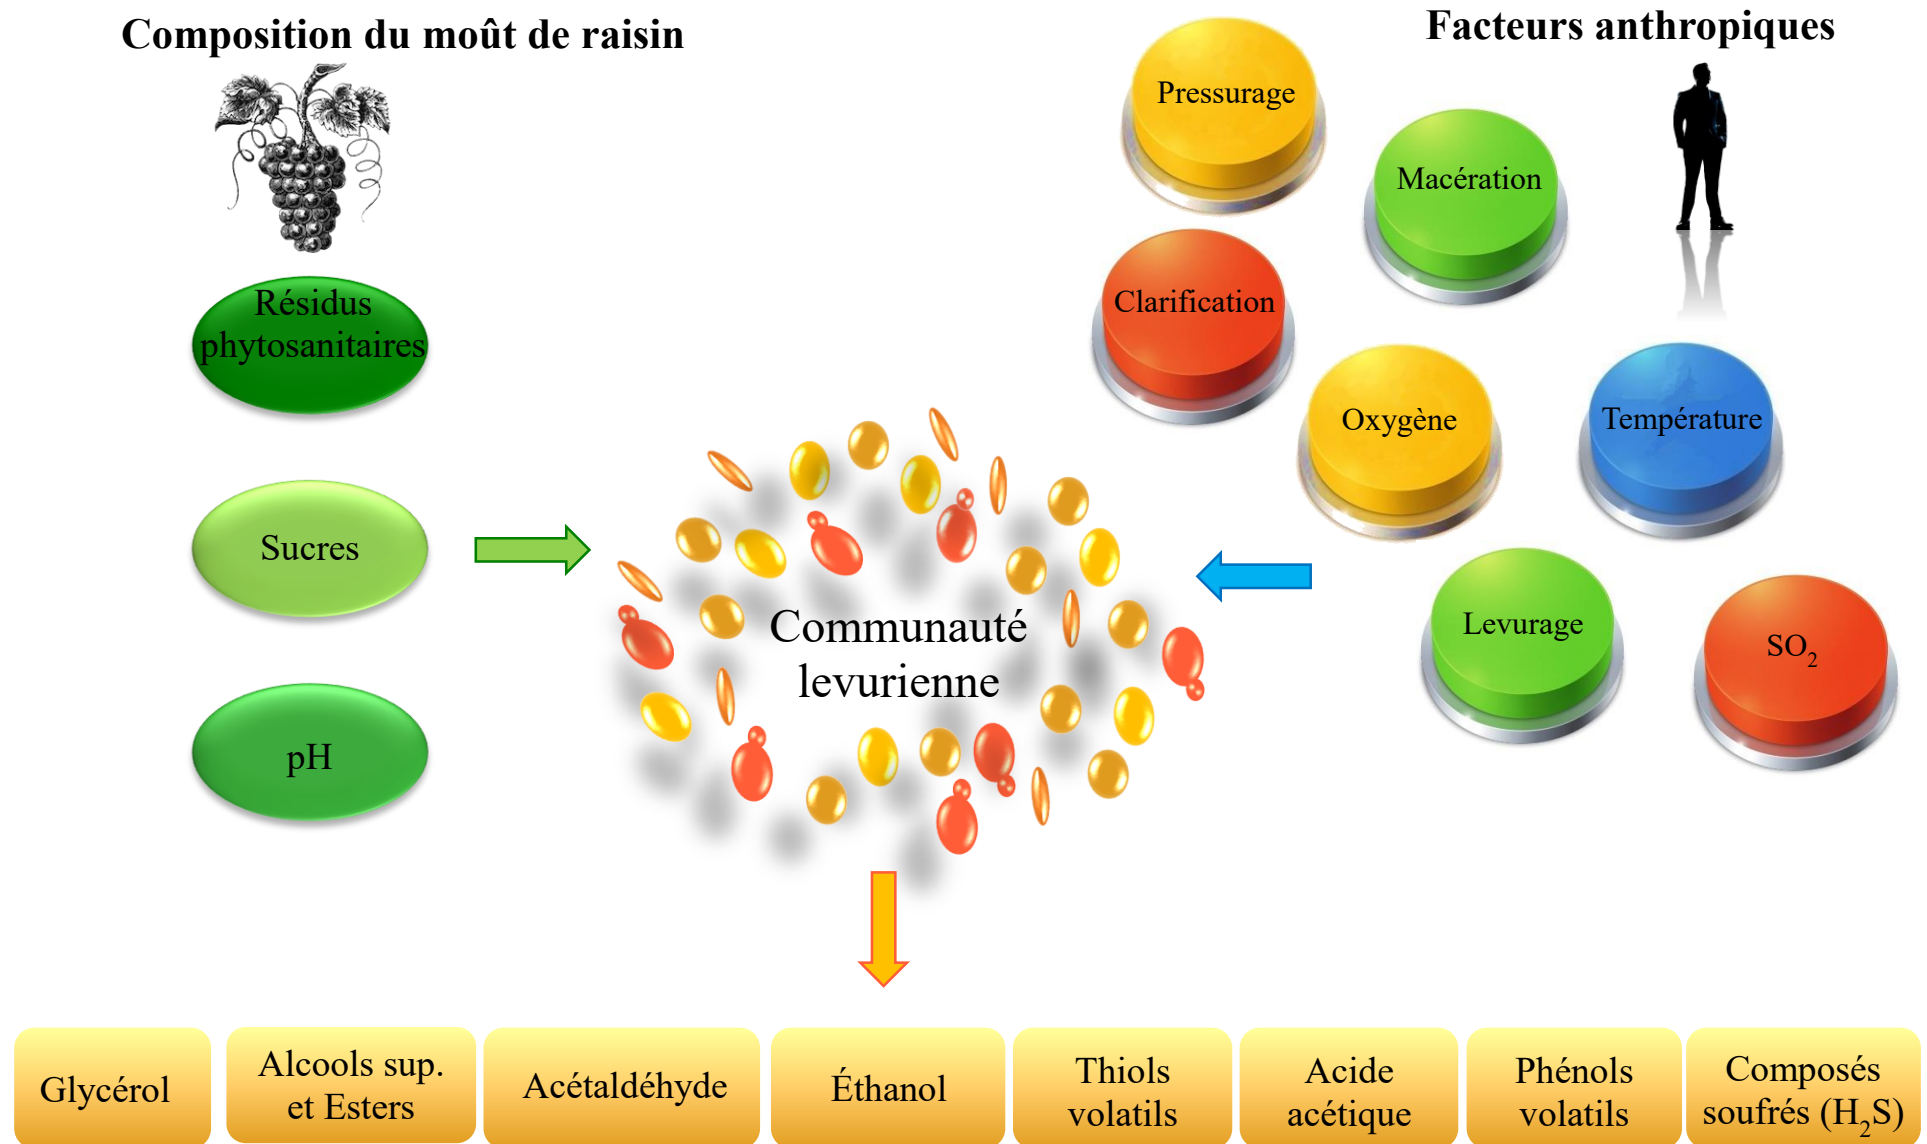 Composition du moût de raisin
Facteurs anthropiques
Pressurage
Macération
Clarification
Oxygène
Température
Levurage
SO₂
Résidus
phytosanitaires
Sucres
pH
Communauté
levurienne
Glycérol
Alcools sup.
et Esters
Acétaldéhyde
Éthanol
Thiols
volatils
Acide
acétique
Phénols
volatils
Composés
soufrés (H₂S)